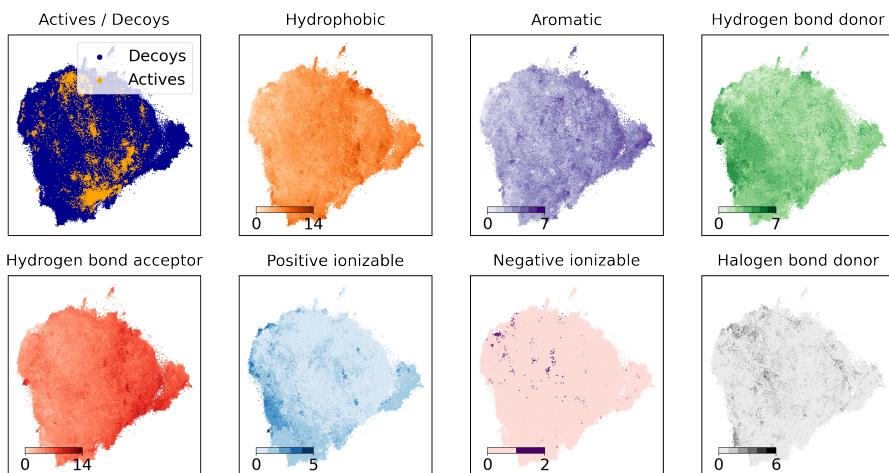 Actives / Decoys
Hydrophobic
Aromatic
Hydrogen bond donor
Decoys
Actives
0 14
0 7
0 7
Hydrogen bond acceptor
Positive ionizable
Negative ionizable
Halogen bond donor
0 14
0 5
0 2
0 6